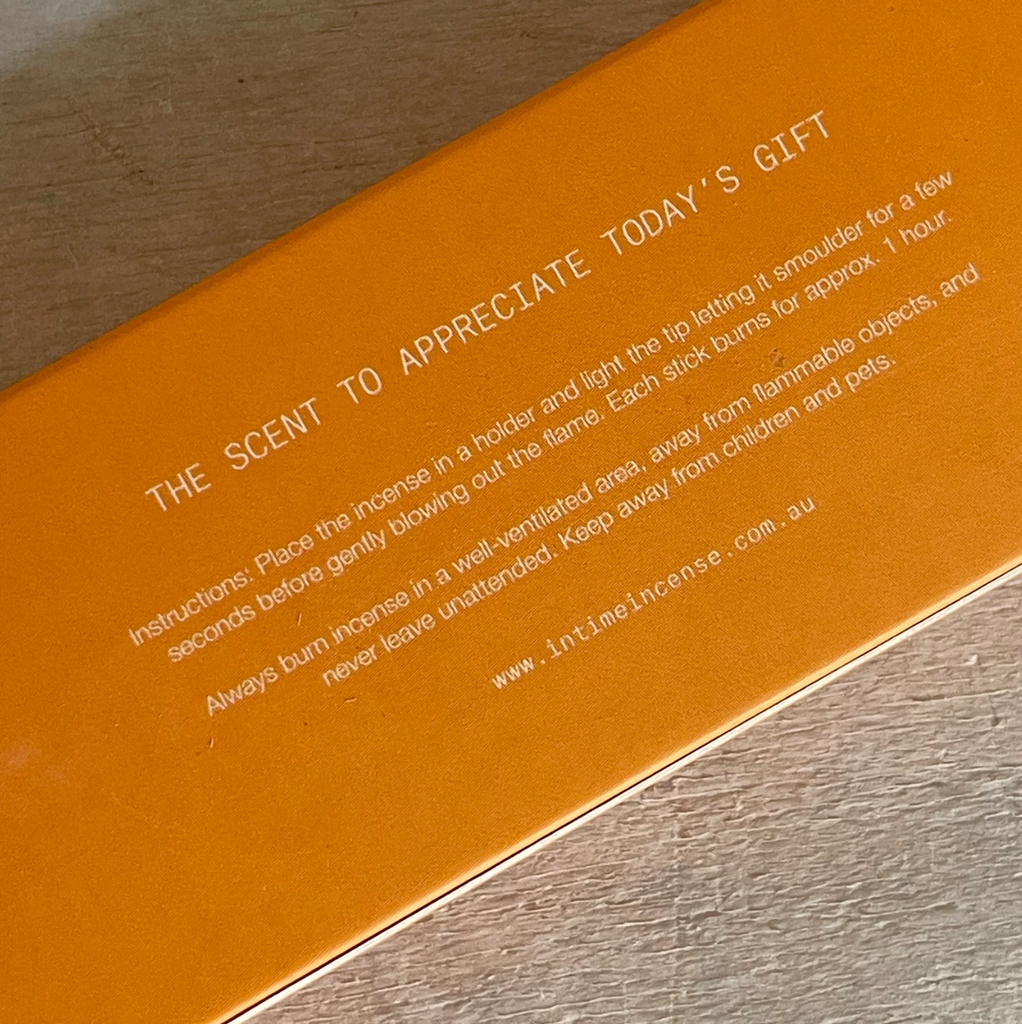 THE SCENT TO APPRECIATE TODAY'S GIFT
Instructions: Place the incense in a holder and light the tip letting it smoulder for a few
seconds before gently blowing out the flame. Each stick burns for approx. 1 hour.
Always burn incense in a well-ventilated area, away from flammable objects, and
never leave unattended. Keep away from children and pets.
www.intimeincense.com.au